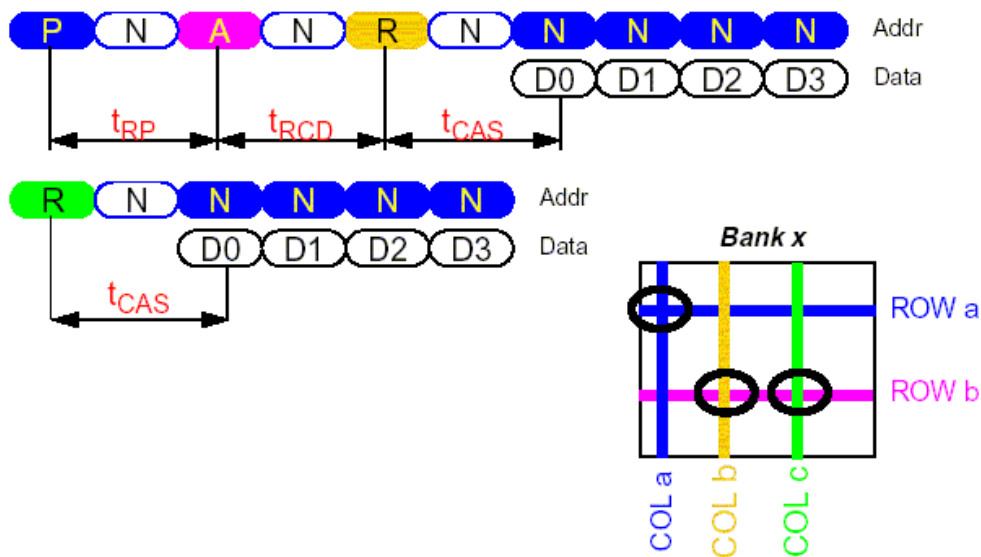 P N A N R N N N N N Addr
D0 D1 D2 D3 Data
tRP tRCD tCAS
R N N N N N Addr
D0 D1 D2 D3 Data
tCAS
Bank x
ROW a
ROW b
COL a COL b COL c